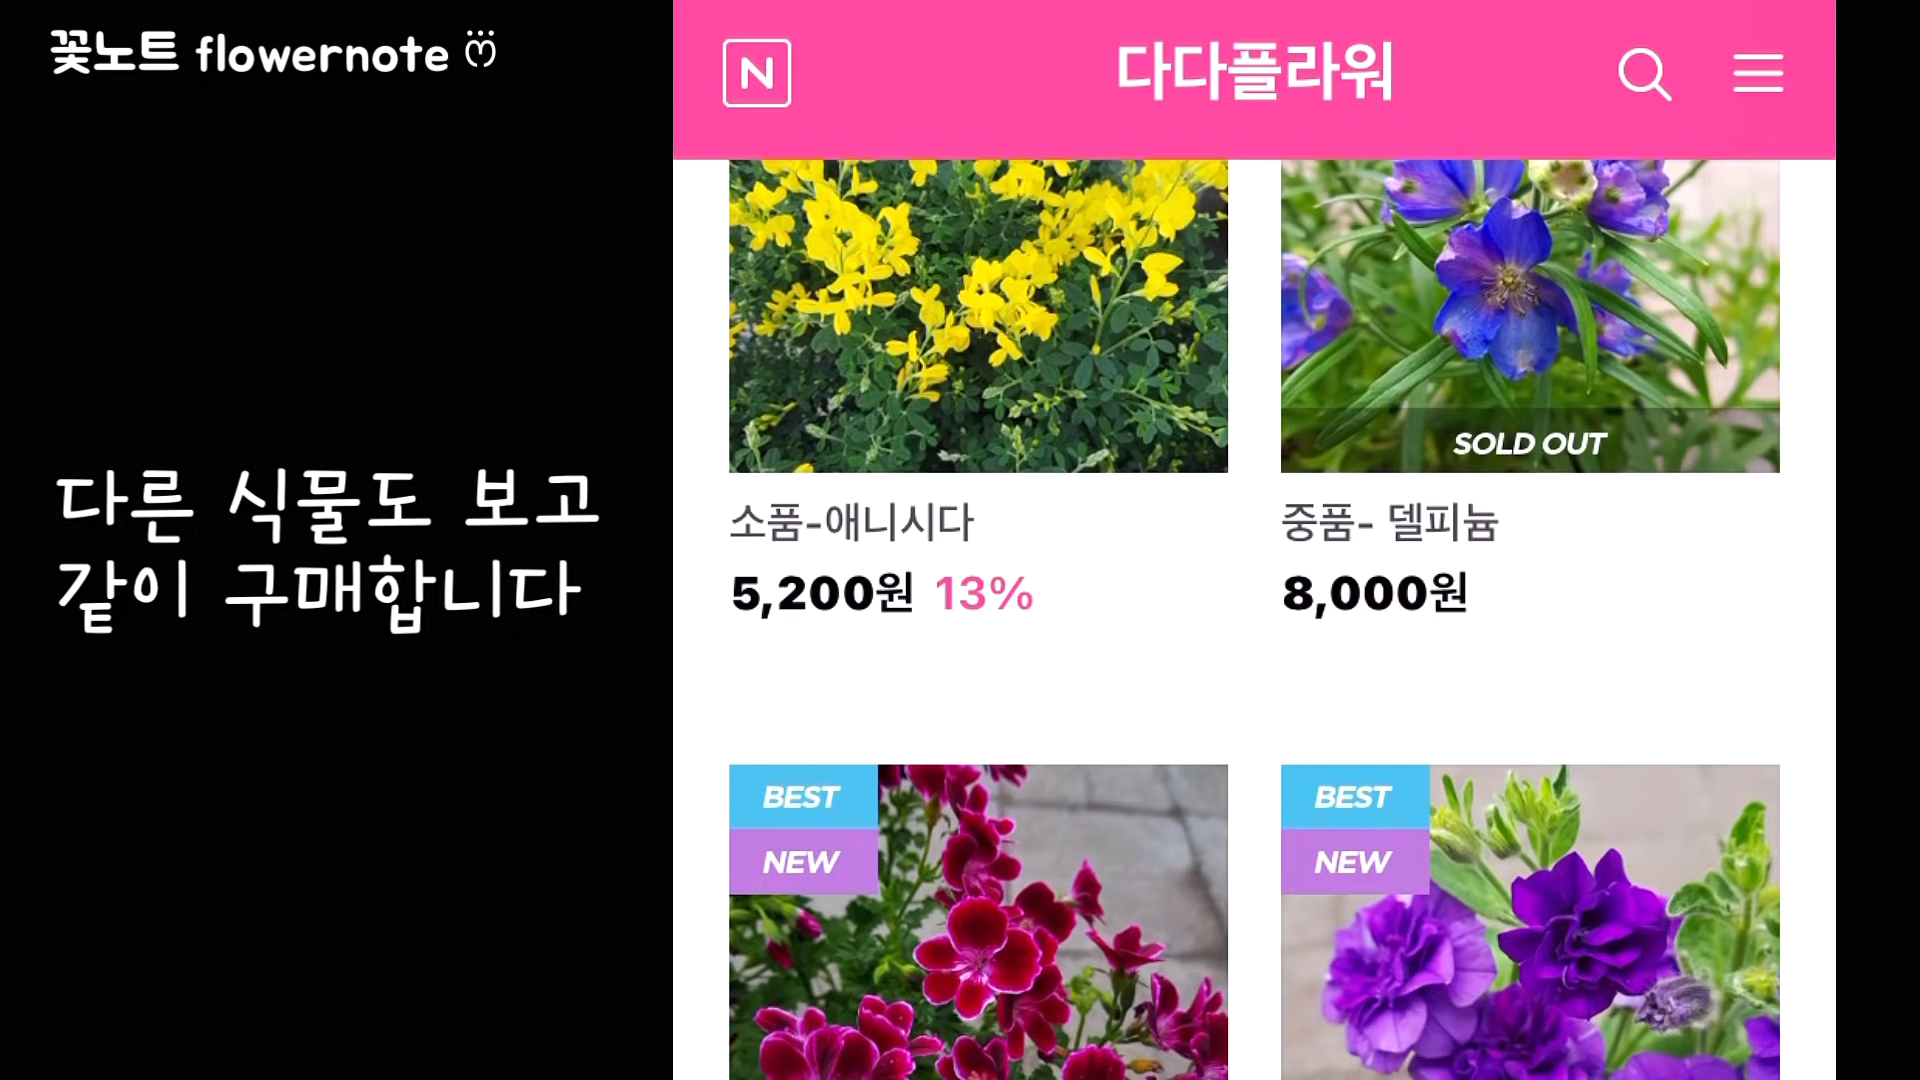 꽃노트 flowernote ෆ
다른 식물도 보고
같이 구매합니다
N
다다플라워
SOLD OUT
소품-애니시다
5,200원 13%
중품- 델피늄
8,000원
BEST
NEW
BEST
NEW